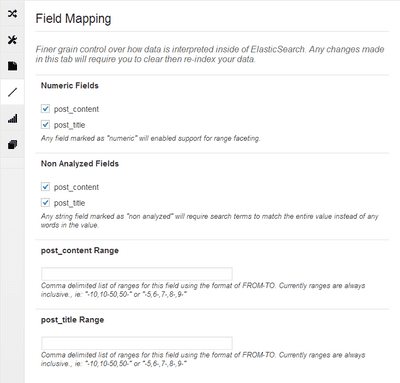 Field Mapping
Finer grain control over how data is interpreted inside of ElasticSearch. Any changes made
in this tab will require you to clear then re-index your data.
Numeric Fields
post_content
post_title
Any field marked as "numeric" will enabled support for range faceting.
Non Analyzed Fields
post_content
post_title
Any string field marked as "non analyzed" will require search terms to match the entire value instead of any
words in the value.
post_content Range
Comma delimited list of ranges for this field using the format of FROM-TO. Currently ranges are always
inclusive., ie: "-10,10-50,50-" or "-5,6-,7-,8-,9-"
post_title Range
Comma delimited list of ranges for this field using the format of FROM-TO. Currently ranges are always
inclusive., ie: "-10,10-50,50-" or "-5,6-,7-,8-,9-"